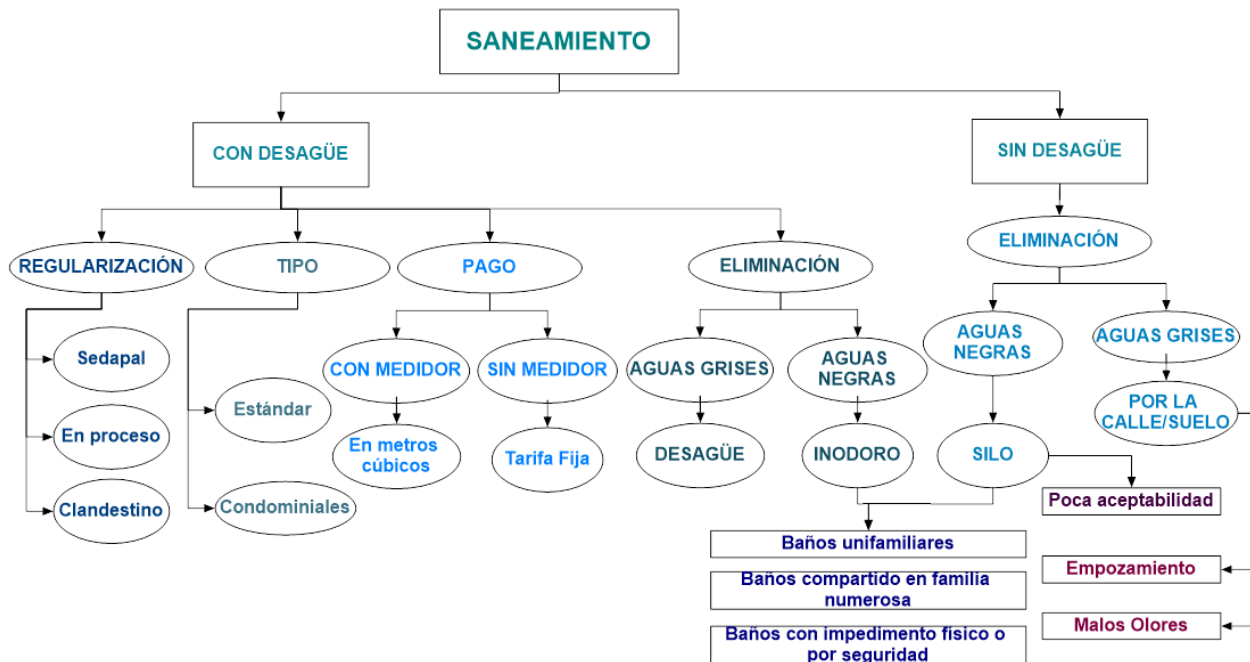 SANEAMIENTO
CON DESAGÜE
SIN DESAGÜE
REGULARIZACIÓN
TIPO
PAGO
ELIMINACIÓN
ELIMINACIÓN
Sedapal
En proceso
Clandestino
Estándar
Condominiales
CON MEDIDOR
En metros
cúbicos
SIN MEDIDOR
Tarifa Fija
AGUAS GRISES
DESAGÜE
AGUAS
NEGRAS
INODORO
AGUAS
NEGRAS
SILO
AGUAS GRISES
POR LA
CALLE/SUELO
Poca aceptabilidad
Baños unifamiliares
Baños compartido en familia
numerosa
Baños con impedimento físico o
por seguridad
Empozamiento
Malos Olores